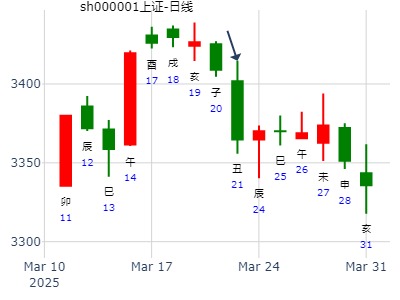 sh000001上证-日线
3400
3350
3300
卯
11
辰
12
巳
13
午
14
酉
17
戌
18
亥
19
子
20
丑
21
辰
24
巳
25
午
26
未
27
申
28
亥
31
Mar 10
2025
Mar 17
Mar 24
Mar 31